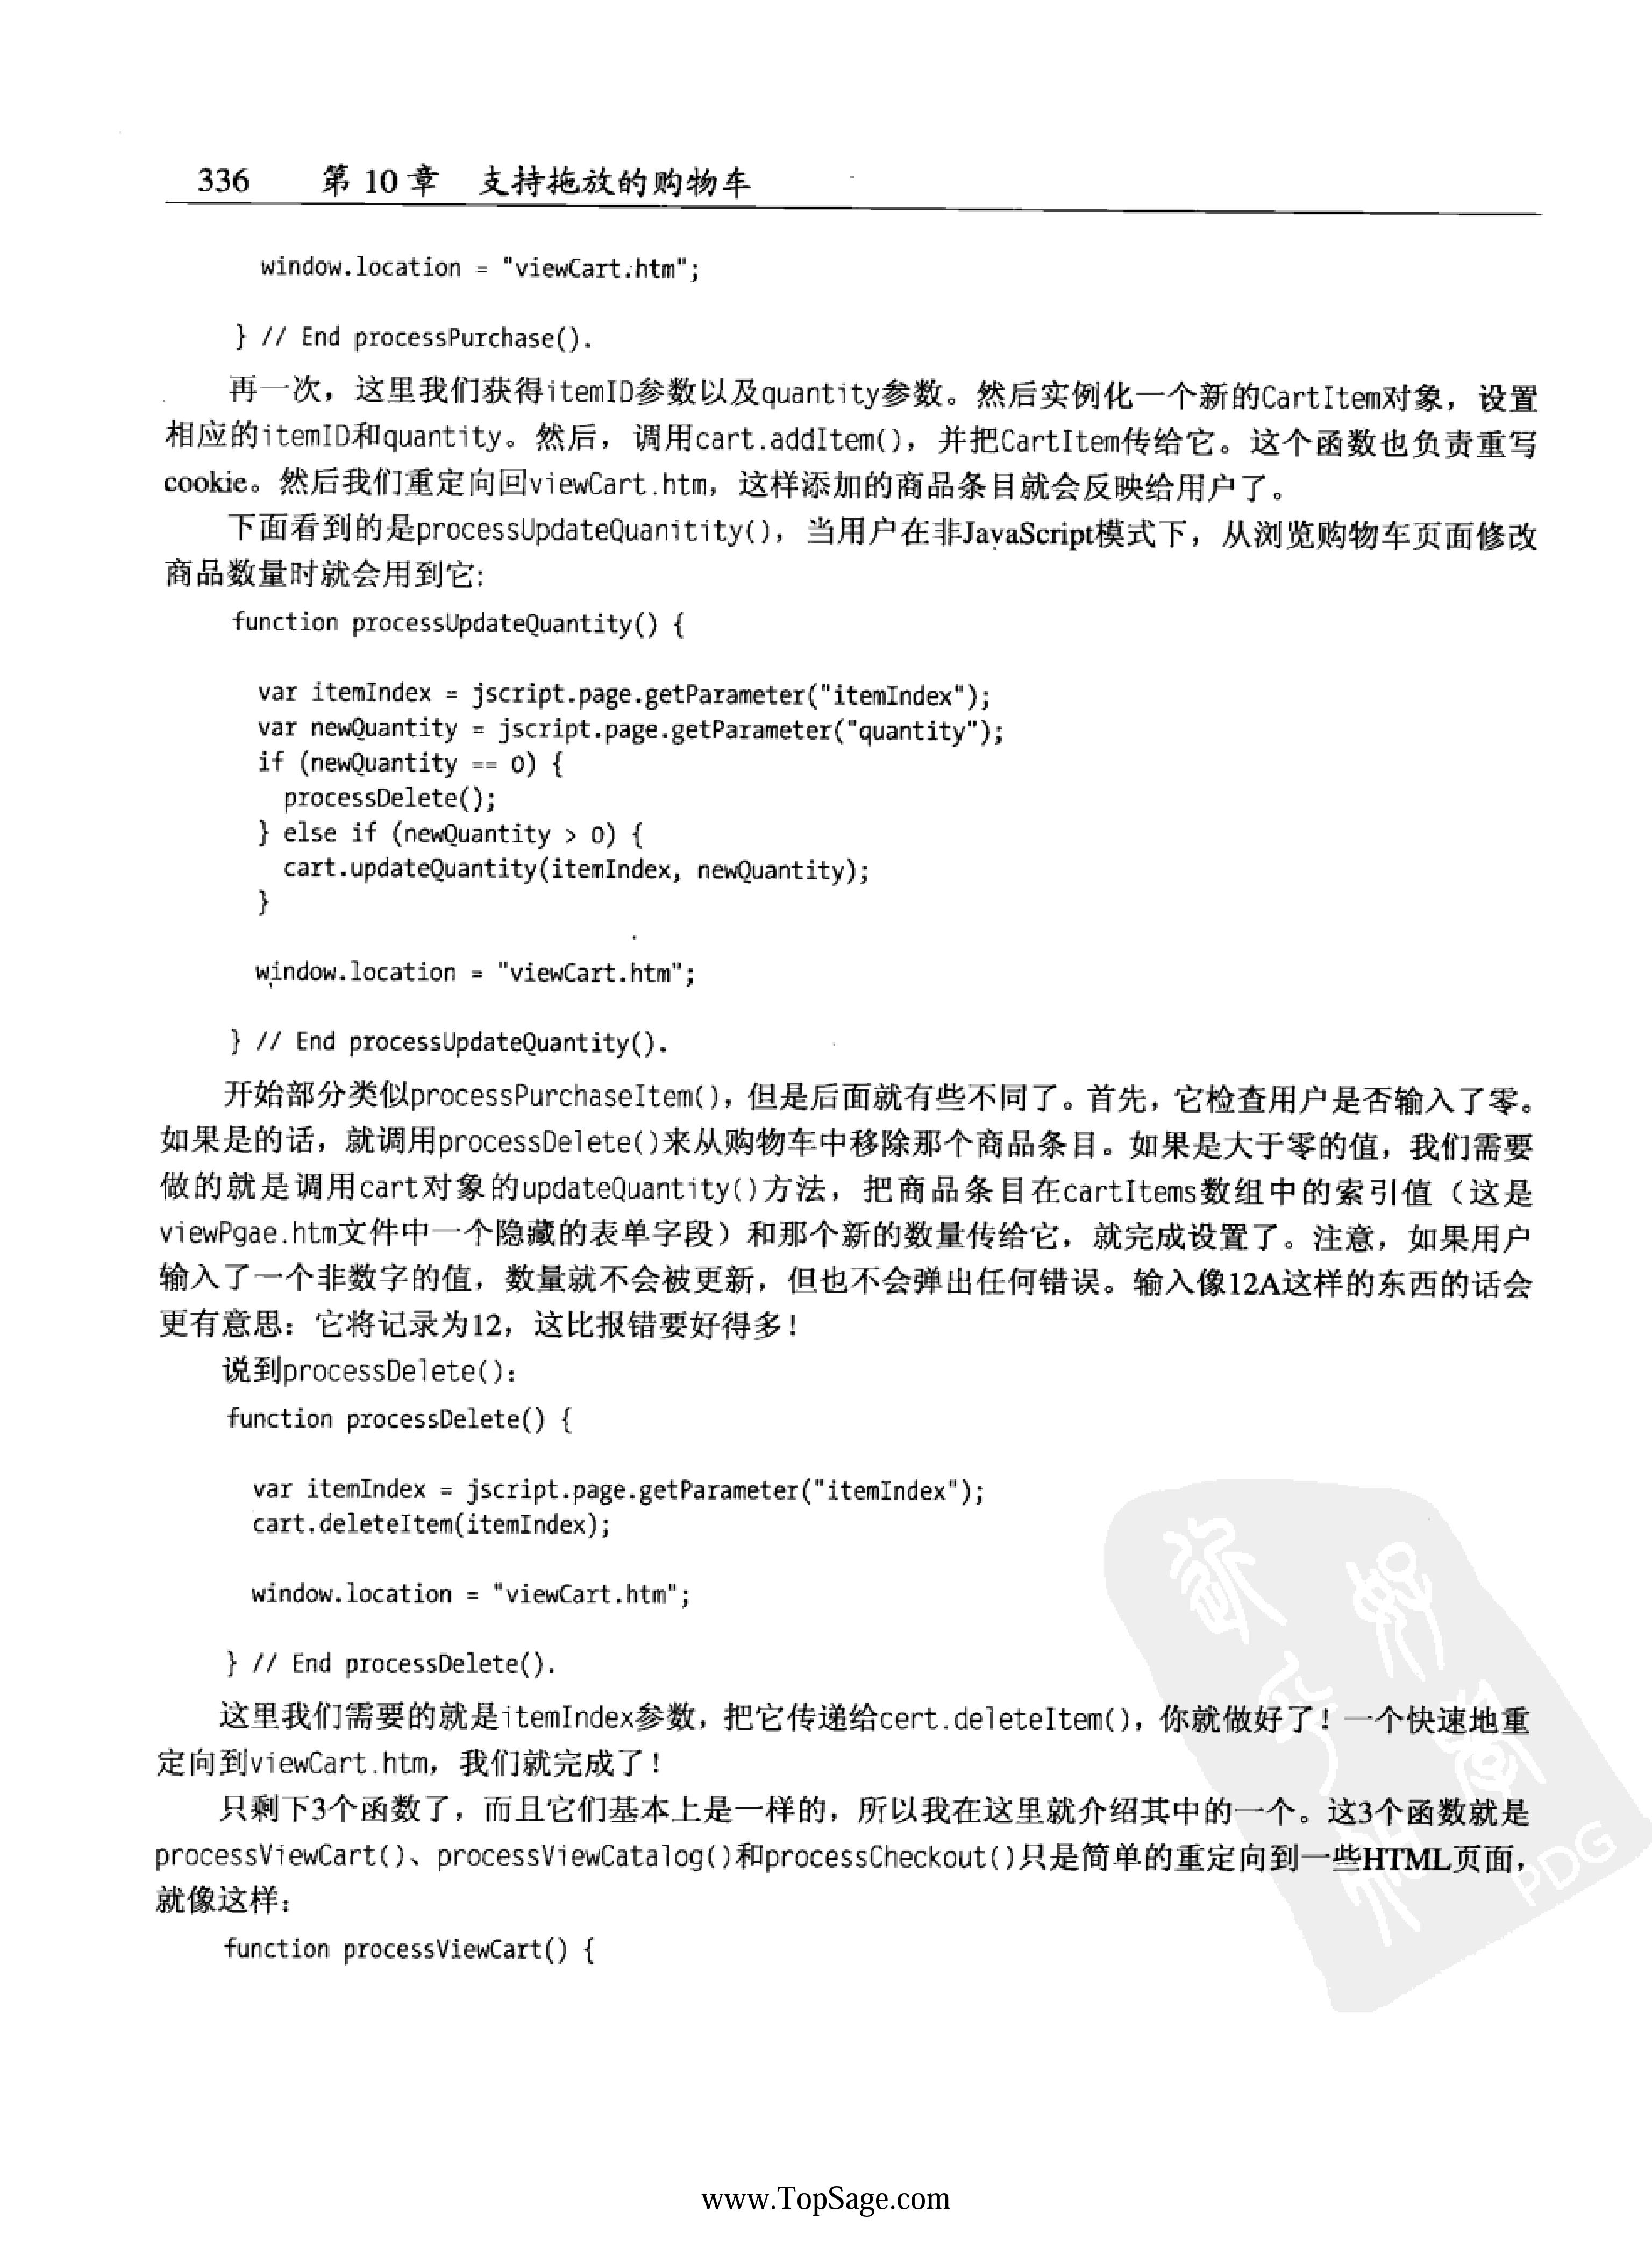 336 第 10 章 支持拖放的购物车
window.location = "viewCart.htm";
} // End processPurchase().
再一次，这里我们获得itemID参数以及quantity参数。然后实例化一个新的CartItem对象，设置
相应的itemID和quantity。然后，调用cart.addItem()，并把CartItem传给它。这个函数也负责重写
cookie。然后我们重定向回viewCart.htm，这样添加的商品条目就会反映给用户了。
下面看到的是processUpdateQuanitity()，当用户在非JavaScript模式下，从浏览购物车页面修改
商品数量时就会用到它:
function processUpdateQuantity() {
var itemIndex = jscript.page.getParameter("itemIndex");
var newQuantity = jscript.page.getParameter("quantity");
if (newQuantity == 0) {
processDelete();
} else if (newQuantity > 0) {
cart.updateQuantity(itemIndex, newQuantity);
}
window.location = "viewCart.htm";
} // End processUpdateQuantity().
开始部分类似processPurchaseItem()，但是后面就有些不同了。首先，它检查用户是否输入了零。
如果是的话，就调用processDelete()来从购物车中移除那个商品条目。如果是大于零的值，我们需要
做的就是调用cart对象的updateQuantity()方法，把商品条目在cartItems数组中的索引值（这是
viewPgae.htm文件中一个隐藏的表单字段）和那个新的数量传给它，就完成设置了。注意，如果用户
输入了一个非数字的值，数量就不会被更新，但也不会弹出任何错误。输入像12A这样的东西的话会
更有意思：它将记录为12，这比报错要好得多！
说到processDelete()：
function processDelete() {
var itemIndex = jscript.page.getParameter("itemIndex");
cart.deleteItem(itemIndex);
window.location = "viewCart.htm";
} // End processDelete().
这里我们需要的就是itemIndex参数，把它传递给cert.deleteItem()，你就做好了！一个快速地重
定向到viewCart.htm，我们就完成了！
只剩下3个函数了，而且它们基本上是一样的，所以我在这里就介绍其中的一个。这3个函数就是
processViewCart()、processViewCatalog()和processCheckout()只是简单的重定向到一些HTML页面，
就像这样：
function processViewCart() {
PDG
www.TopSage.com